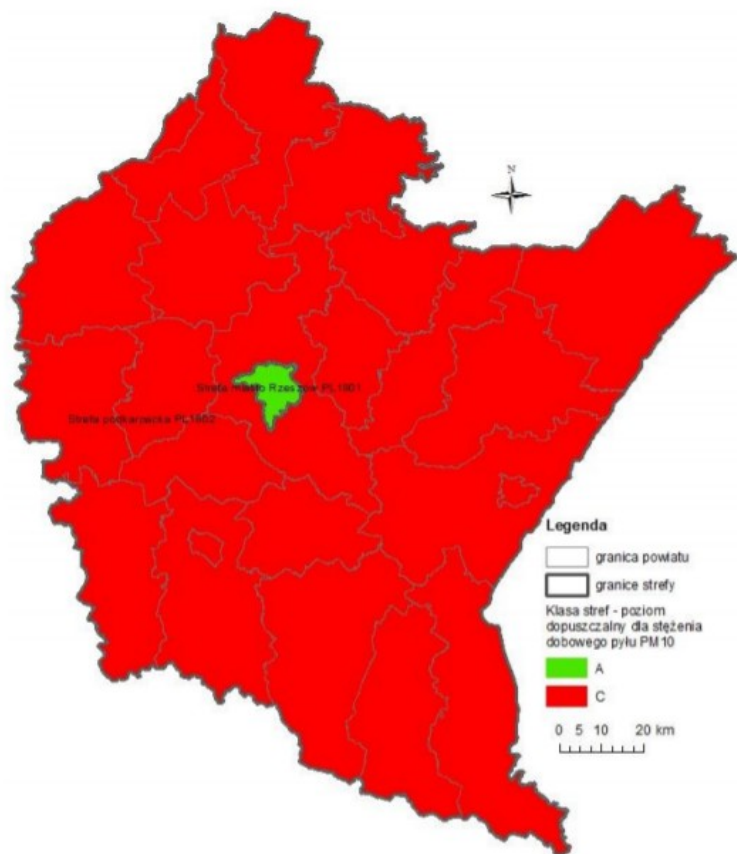 N
Strefa miasto Rzeszów PL1801
Strefa podkarpacka PL1802
Legenda
granica powiatu
granice strefy
Klasa stref - poziom
dopuszczalny dla stężenia
dobowego pyłu PM10
A
C
0 5 10 20 km